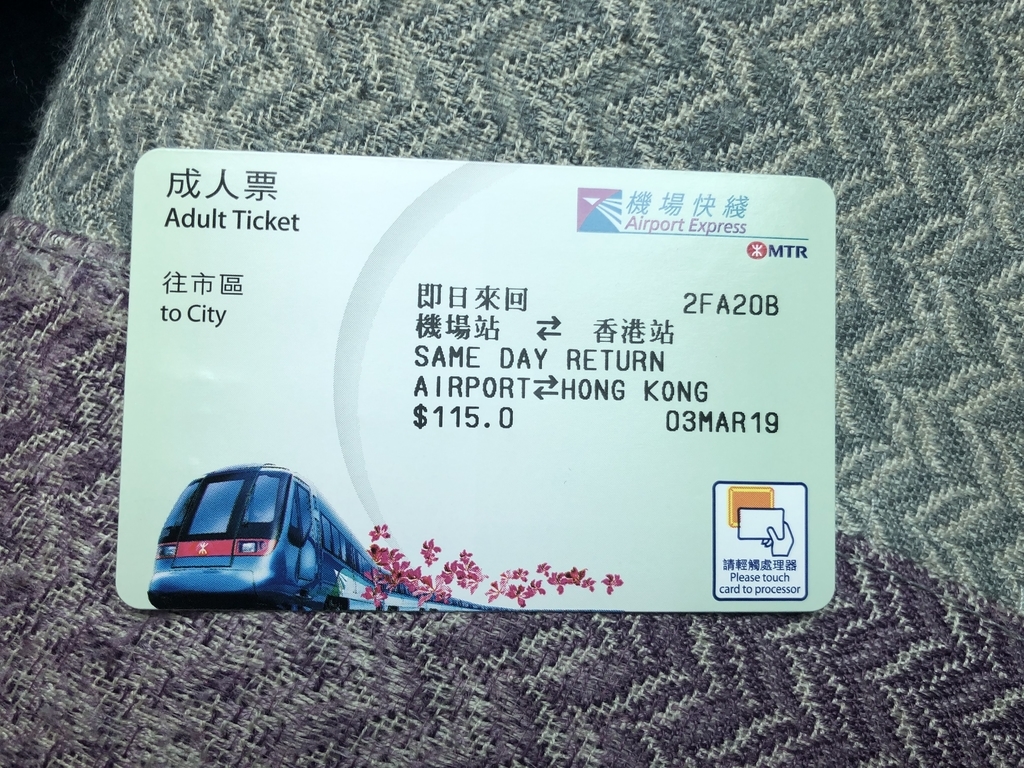 成人票
Adult Ticket
機場快綫
Airport Express
MTR
往市區
to City
即日來回 2FA20B
機場站 ⇄ 香港站
SAME DAY RETURN
AIRPORT⇄HONG KONG
$115.0 03MAR19
請輕觸處理器
Please touch
card to processor